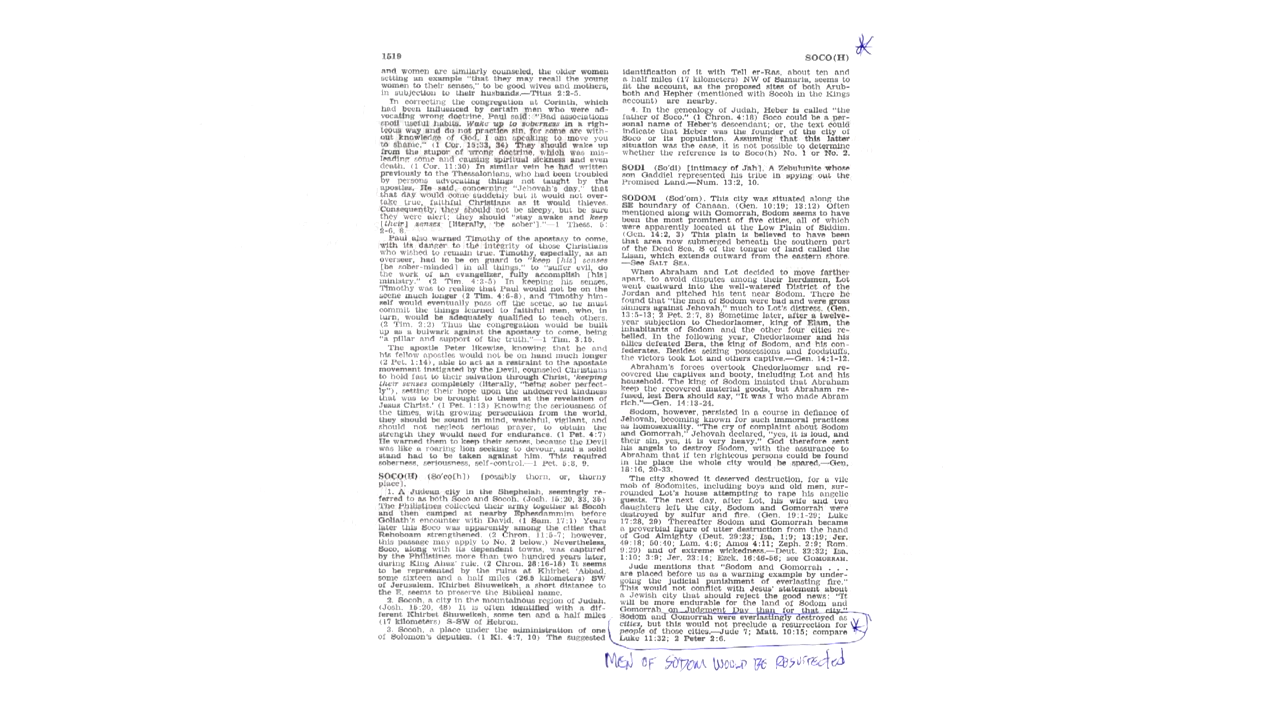 1519
SOCO(H)
and women are similarly counseled, the older women
setting an example "that they may recall the young
women to their senses," to be good wives and mothers,
in subjection to their husbands.—Titus 2:2-5.
In correcting the congregation at Corinth, which
had been influenced by certain men who were ad-
vocating wrong doctrine, Paul said: "Bad associations
spoil useful habits. Wake up to soberness in a righ-
teous way and do not practice sin, for some are with-
out knowledge of God. I am speaking to move you
to shame." (1 Cor. 15:33, 34) They should wake up
from the stupor of wrong doctrine, which was mis-
leading some and causing spiritual sickness and even
death. (1 Cor. 11:30) In similar vein he had written
previously to the Thessalonians, who had been troubled
by persons advocating things not taught by the
apostles. He said, concerning "Jehovah's day," that
that day would come suddenly but it would not over-
take true, faithful Christians as it would thieves.
Consequently, they should not be sleepy, but be sure
they were alert; they should "stay awake and keep
[their] senses [literally, 'be sober']."—1 Thess. 5:
2-6, 8.
Paul also warned Timothy of the apostasy to come,
with its danger to the integrity of those Christians
who wished to remain true. Timothy, especially, as an
overseer, had to be on guard to "keep [his] senses
[be sober-minded] in all things," to "suffer evil, do
the work of an evangelizer, fully accomplish [his]
ministry." (2 Tim. 4:3-5) In keeping his senses,
Timothy was to realize that Paul would not be on the
scene much longer (2 Tim. 4:6-8), and Timothy him-
self would eventually pass off the scene, so he must
commit the things learned to faithful men, who, in
turn, would be adequately qualified to teach others.
(2 Tim. 2:2) Thus the congregation would be built
up as a bulwark against the apostasy to come, being
"a pillar and support of the truth."—1 Tim. 3:15.
The apostle Peter likewise, knowing that he and
his fellow apostles would not be on hand much longer
(2 Pet. 1:14), able to act as a restraint to the apostate
movement instigated by the Devil, counseled Christians
to hold fast to their salvation through Christ, 'keeping
their senses completely (literally, "being sober perfect-
ly"), setting their hope upon the undeserved kindness
that was to be brought to them at the revelation of
Jesus Christ.' (1 Pet. 1:13) Knowing the seriousness of
the times, with growing persecution from the world,
they should be sound in mind, watchful, vigilant, and
should not neglect serious prayer, to obtain the
strength they would need for endurance. (1 Pet. 4:7)
He warned them to keep their senses, because the Devil
was like a roaring lion seeking to devour, and a solid
stand had to be taken against him. This required
soberness, seriousness, self-control.—1 Pet. 5:8, 9.
SOCO(H) (So'co[h]) [possibly thorn, or, thorny
place].
1. A Judean city in the Shephelah, seemingly re-
ferred to as both Soco and Socoh. (Josh. 15:20, 33, 35)
The Philistines collected their army together at Socoh
and then camped at nearby Ephesdammim before
Goliath's encounter with David. (1 Sam. 17:1) Years
later this Soco was apparently among the cities that
Rehoboam strengthened. (2 Chron. 11:5-7; however,
this passage may apply to No. 2 below.) Nevertheless,
Soco, along with its dependent towns, was captured
by the Philistines more than two hundred years later,
during King Ahaz' rule. (2 Chron. 28:16-18) It seems
to be represented by the ruins at Khirbet 'Abbad,
some sixteen and a half miles (26.5 kilometers) SW
of Jerusalem. Khirbet Shuweikeh, a short distance to
the E, seems to preserve the Biblical name.
2. Socoh, a city in the mountainous region of Judah.
(Josh. 15:20, 48) It is often identified with a dif-
ferent Khirbet Shuweikeh, some ten and a half miles
(17 kilometers) S-SW of Hebron.
3. Socoh, a place under the administration of one
of Solomon's deputies. (1 Ki. 4:7, 10) The suggested
identification of it with Tell er-Ras, about ten and
a half miles (17 kilometers) NW of Samaria, seems to
fit the account, as the proposed sites of both Arub-
both and Hepher (mentioned with Socoh in the Kings
account) are nearby.
4. In the genealogy of Judah, Heber is called "the
father of Soco." (1 Chron. 4:18) Soco could be a per-
sonal name of Heber's descendant; or, the text could
indicate that Heber was the founder of the city of
Soco or its population. Assuming that this latter
situation was the case, it is not possible to determine
whether the reference is to Soco(h) No. 1 or No. 2.
SODI (So'di) [intimacy of Jah]. A Zebulunite whose
son Gaddiel represented his tribe in spying out the
Promised Land.—Num. 13:2, 10.
SODOM (Sod'om). This city was situated along the
SE boundary of Canaan. (Gen. 10:19; 13:12) Often
mentioned along with Gomorrah, Sodom seems to have
been the most prominent of five cities, all of which
were apparently located at the Low Plain of Siddim.
(Gen. 14:2, 3) This plain is believed to have been
that area now submerged beneath the southern part
of the Dead Sea, S of the tongue of land called the
Lisan, which extends outward from the eastern shore.
—See SALT SEA.
When Abraham and Lot decided to move farther
apart, to avoid disputes among their herdsmen, Lot
went eastward into the well-watered District of the
Jordan and pitched his tent near Sodom. There he
found that "the men of Sodom were bad and were gross
sinners against Jehovah," much to Lot's distress. (Gen.
13:5-13; 2 Pet. 2:7, 8) Sometime later, after a twelve-
year subjection to Chedorlaomer, king of Elam, the
inhabitants of Sodom and the other four cities re-
belled. In the following year, Chedorlaomer and his
allies defeated Bera, the king of Sodom, and his con-
federates. Besides seizing possessions and foodstuffs,
the victors took Lot and others captive.—Gen. 14:1-12.
Abraham's forces overtook Chedorlaomer and re-
covered the captives and booty, including Lot and his
household. The king of Sodom insisted that Abraham
keep the recovered material goods, but Abraham re-
fused, lest Bera should say, "It was I who made Abram
rich."—Gen. 14:13-24.
Sodom, however, persisted in a course in defiance of
Jehovah, becoming known for such immoral practices
as homosexuality. "The cry of complaint about Sodom
and Gomorrah," Jehovah declared, "yes, it is loud, and
their sin, yes, it is very heavy." God therefore sent
his angels to destroy Sodom, with the assurance to
Abraham that if ten righteous persons could be found
in the place the whole city would be spared.—Gen.
18:16, 20-33.
The city showed it deserved destruction, for a vile
mob of Sodomites, including boys and old men, sur-
rounded Lot's house attempting to rape his angelic
guests. The next day, after Lot, his wife and two
daughters left the city, Sodom and Gomorrah were
destroyed by sulfur and fire. (Gen. 19:1-29; Luke
17:28, 29) Thereafter Sodom and Gomorrah became
a proverbial figure of utter destruction from the hand
of God Almighty (Deut. 29:23; Isa. 1:9; 13:19; Jer.
49:18; 50:40; Lam. 4:6; Amos 4:11; Zeph. 2:9; Rom.
9:29) and of extreme wickedness.—Deut. 32:32; Isa.
1:10; 3:9; Jer. 23:14; Ezek. 16:46-56; see GOMORRAH.
Jude mentions that "Sodom and Gomorrah . . .
are placed before us as a warning example by under-
going the judicial punishment of everlasting fire."
This would not conflict with Jesus' statement about
a Jewish city that should reject the good news: "It
will be more endurable for the land of Sodom and
Gomorrah on Judgment Day than for that city."
Sodom and Gomorrah were everlastingly destroyed as
cities, but this would not preclude a resurrection for
people of those cities.—Jude 7; Matt. 10:15; compare
Luke 11:32; 2 Peter 2:6.
MEN OF SODOM WOULD BE RESURRECTED